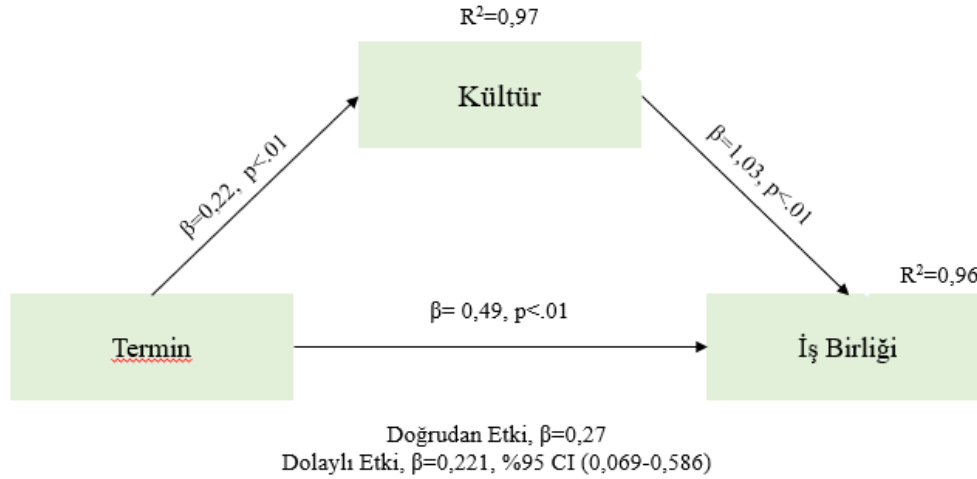 R²=0,97
Kültür
β=0,22, p<.01
β=1,03, p<.01
R²=0,96
β= 0,49, p<.01
Termin
İş Birliği
Doğrudan Etki, β=0,27
Dolaylı Etki, β=0,221, %95 CI (0,069-0,586)